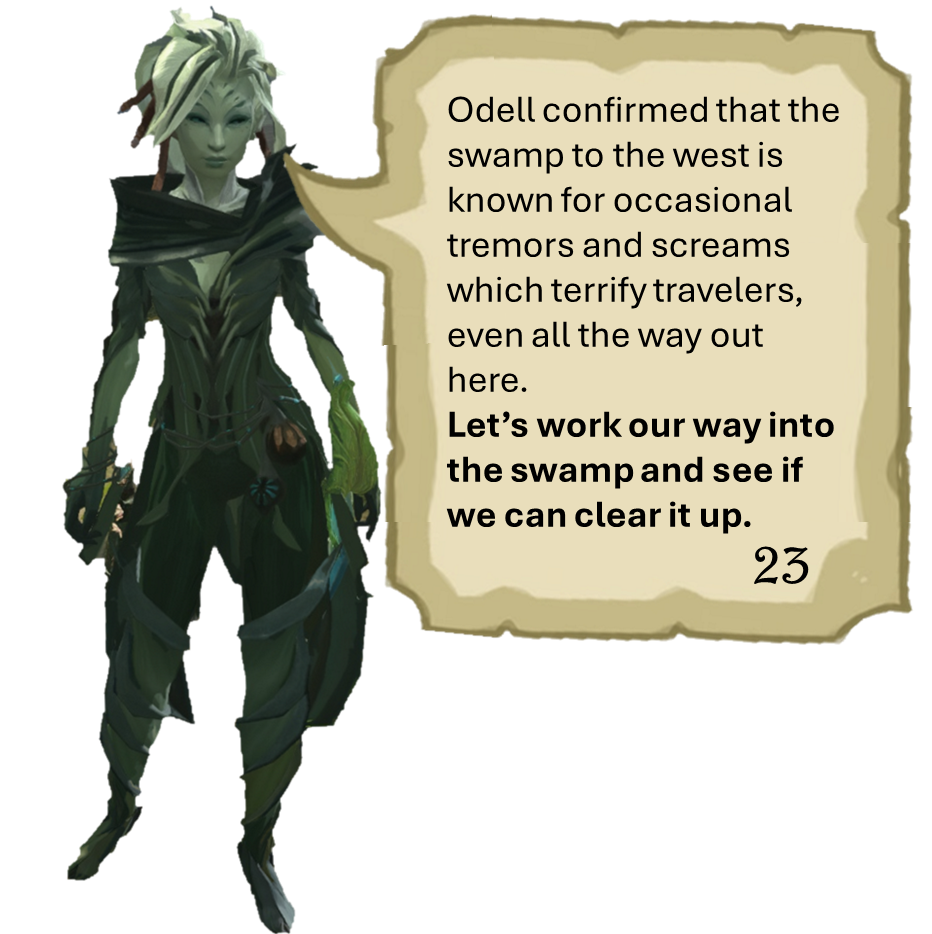 Odell confirmed that the
swamp to the west is
known for occasional
tremors and screams
which terrify travelers,
even all the way out
here.
Let’s work our way into
the swamp and see if
we can clear it up.
23